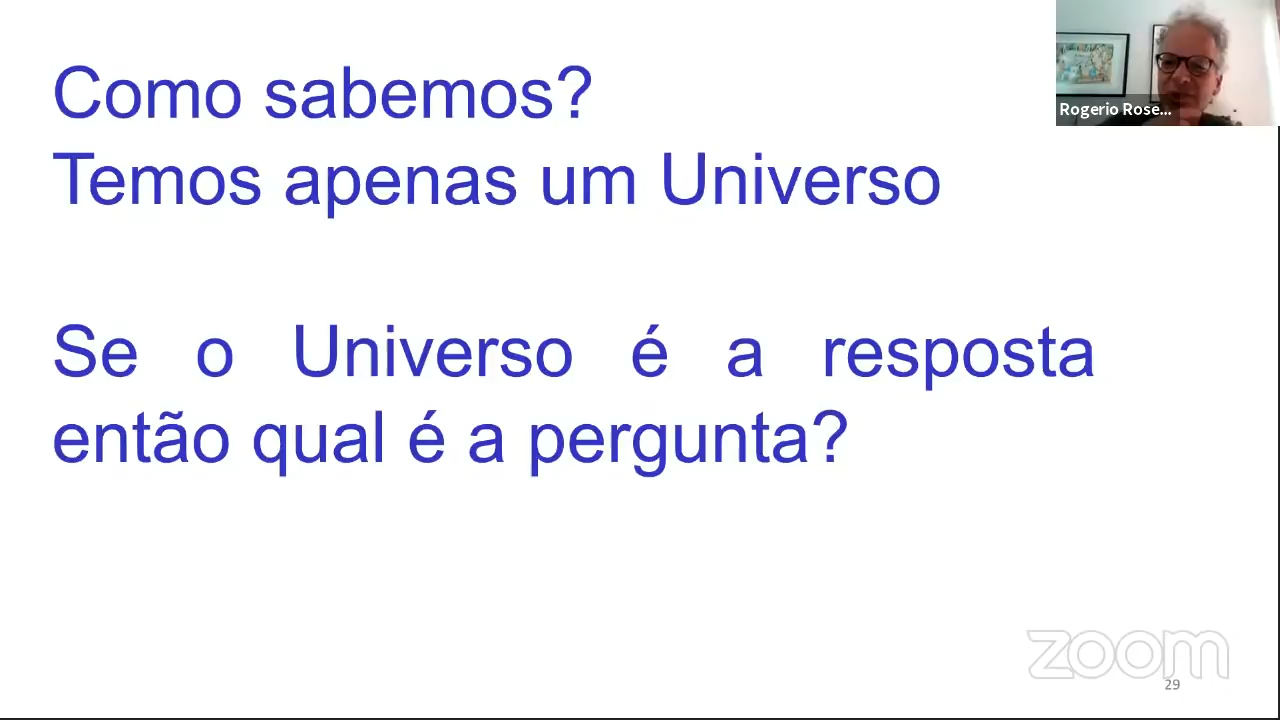 Como sabemos?
Temos apenas um Universo
Se o Universo é a resposta
então qual é a pergunta?
Rogerio Rose...
zoom
29